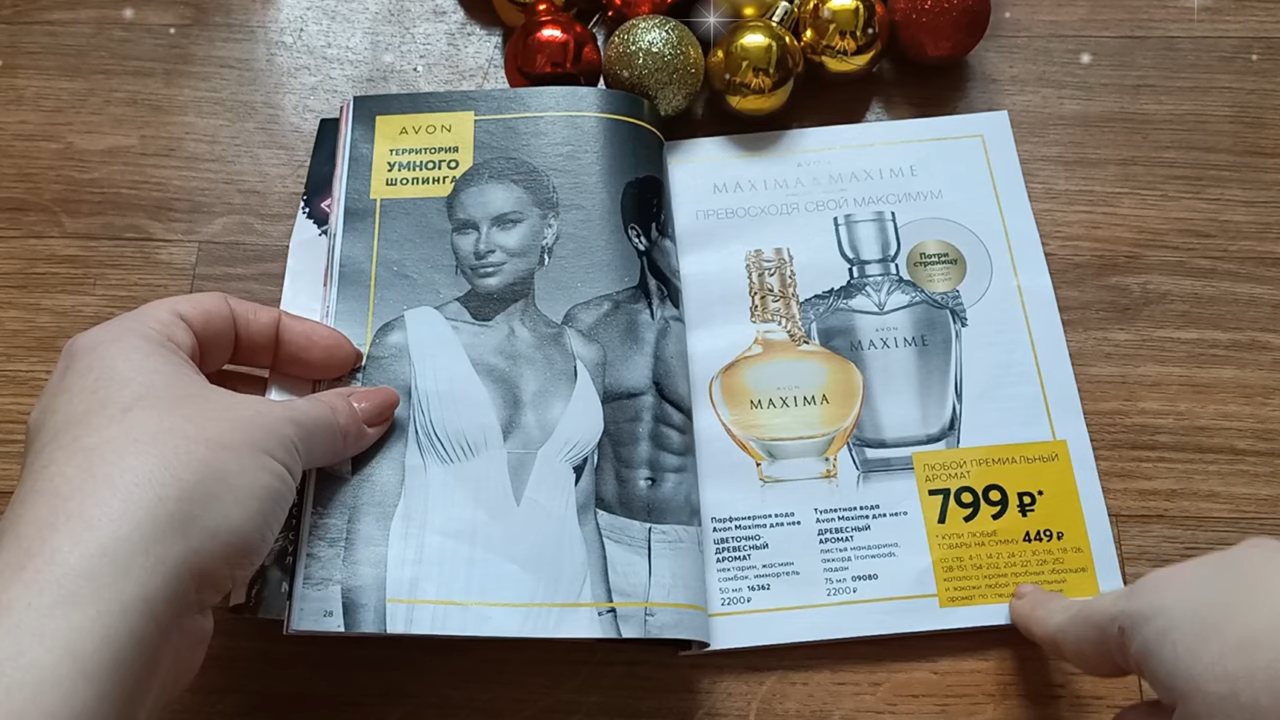 AVON
ТЕРРИТОРИЯ
УМНОГО
ШОПИНГА
28
AVON
MAXIMA & MAXIME
ПРЕВОСХОДЯ СВОЙ МАКСИМУМ
Потри
страницу
AVON
MAXIME
AVON
MAXIMA
ЛЮБОЙ ПРЕМИАЛЬНЫЙ
АРОМАТ
799 ₽*
* КУПИ ЛЮБЫЕ
ТОВАРЫ НА СУММУ 449 ₽
со стр. 4-11, 14-21, 24-27, 30-116, 118-126,
128-151, 154-202, 204-221, 226-252
каталога (кроме пробных образцов)
и закажи любой
аромат по
Парфюмерная вода
Avon Maxima для нее
ЦВЕТОЧНО-
ДРЕВЕСНЫЙ
АРОМАТ
нектарин, жасмин
самбак, иммортель
50 мл 16362
2200 ₽
Туалетная вода
Avon Maxime для него
ДРЕВЕСНЫЙ
АРОМАТ
листья мандарина,
аккорд Ironwoods,
ладан
75 мл 09080
2200 ₽